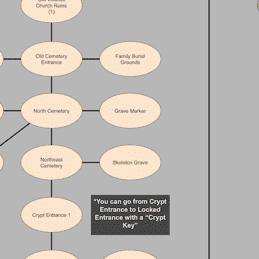 Church Ruins
(1)
Old Cemetery
Entrance
Family Burial
Grounds
North Cemetery
Grave Marker
Northeast
Cemetery
Skeleton Grave
Crypt Entrance 1
"You can go from Crypt
Entrance to Locked
Entrance with a "Crypt
Key"